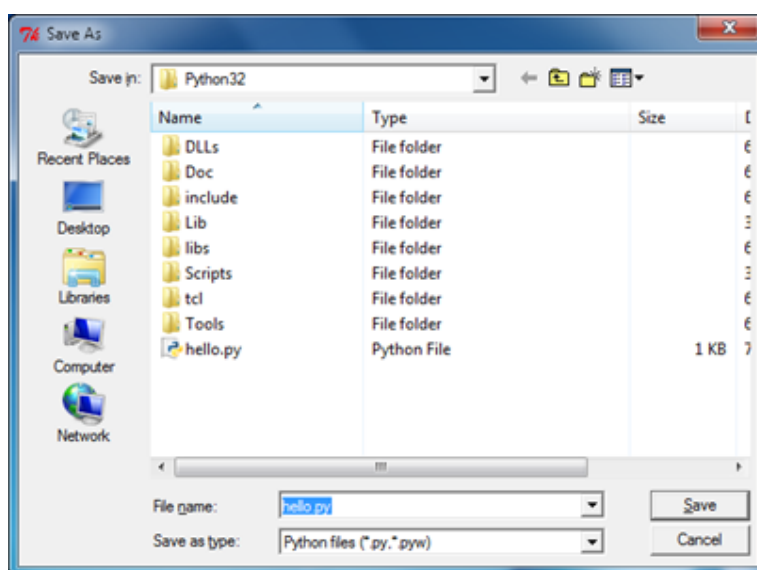 Save As
Save in: Python32
Name Type Size
DLLs File folder
Doc File folder
include File folder
Lib File folder
libs File folder
Scripts File folder
tcl File folder
Tools File folder
hello.py Python File 1 KB 7
Recent Places
Desktop
Libraries
Computer
Network
File name: hello.py Save
Save as type: Python files (*.py,*.pyw) Cancel